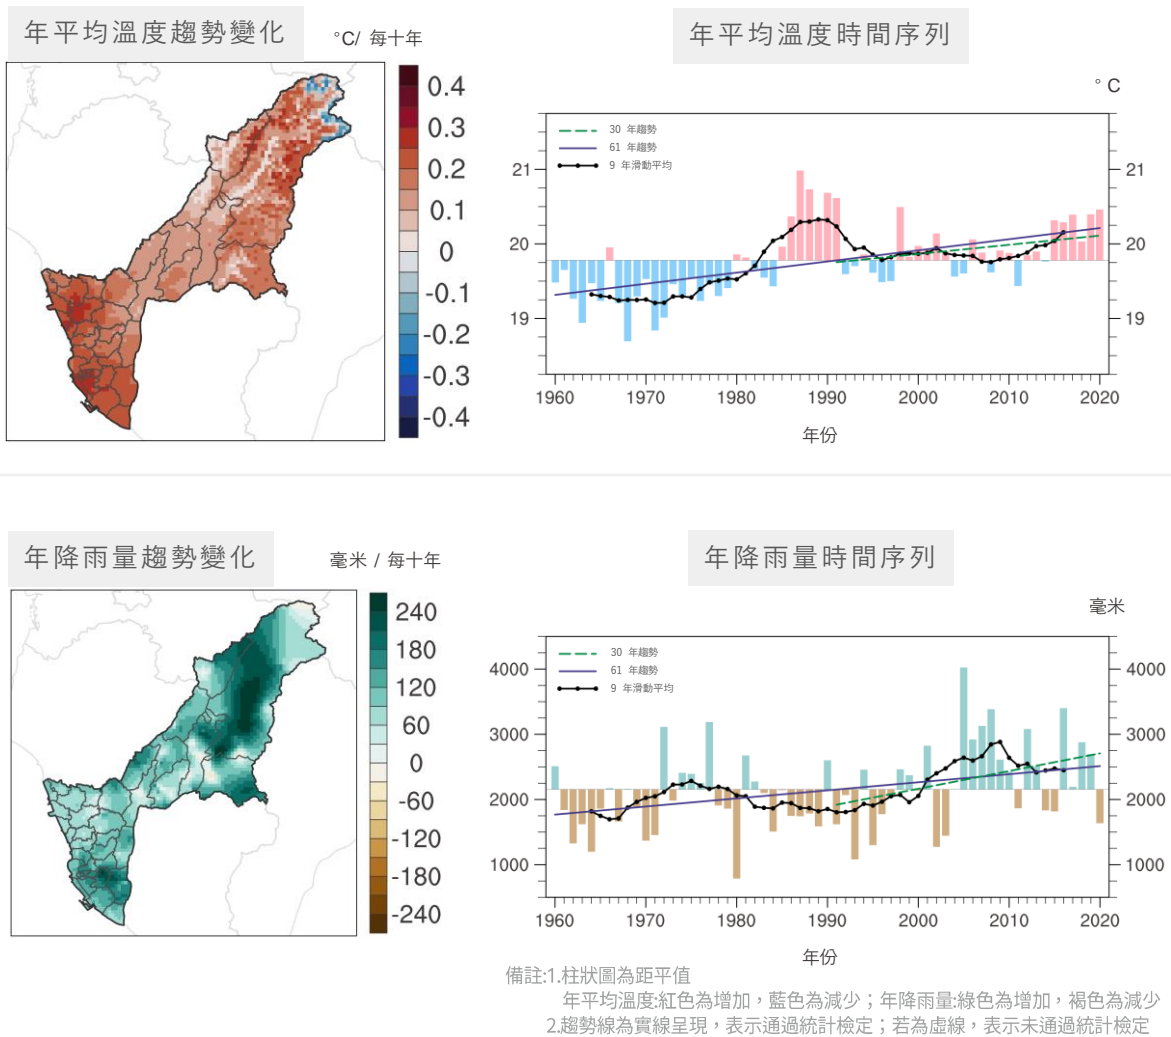 年平均溫度趨勢變化
°C/ 每十年
0.4
0.3
0.2
0.1
0
-0.1
-0.2
-0.3
-0.4
年平均溫度時間序列
° C
30 年趨勢
61 年趨勢
9 年滑動平均
21
20
19
21
20
19
1960 1970 1980 1990 2000 2010 2020
年份
年降雨量趨勢變化
毫米 / 每十年
240
180
120
60
0
-60
-120
-180
-240
年降雨量時間序列
毫米
30 年趨勢
61 年趨勢
9 年滑動平均
4000
3000
2000
1000
4000
3000
2000
1000
1960 1970 1980 1990 2000 2010 2020
年份
備註:1.柱狀圖為距平值
年平均溫度:紅色為增加，藍色為減少；年降雨量:綠色為增加，褐色為減少
2.趨勢線為實線呈現，表示通過統計檢定；若為虛線，表示未通過統計檢定